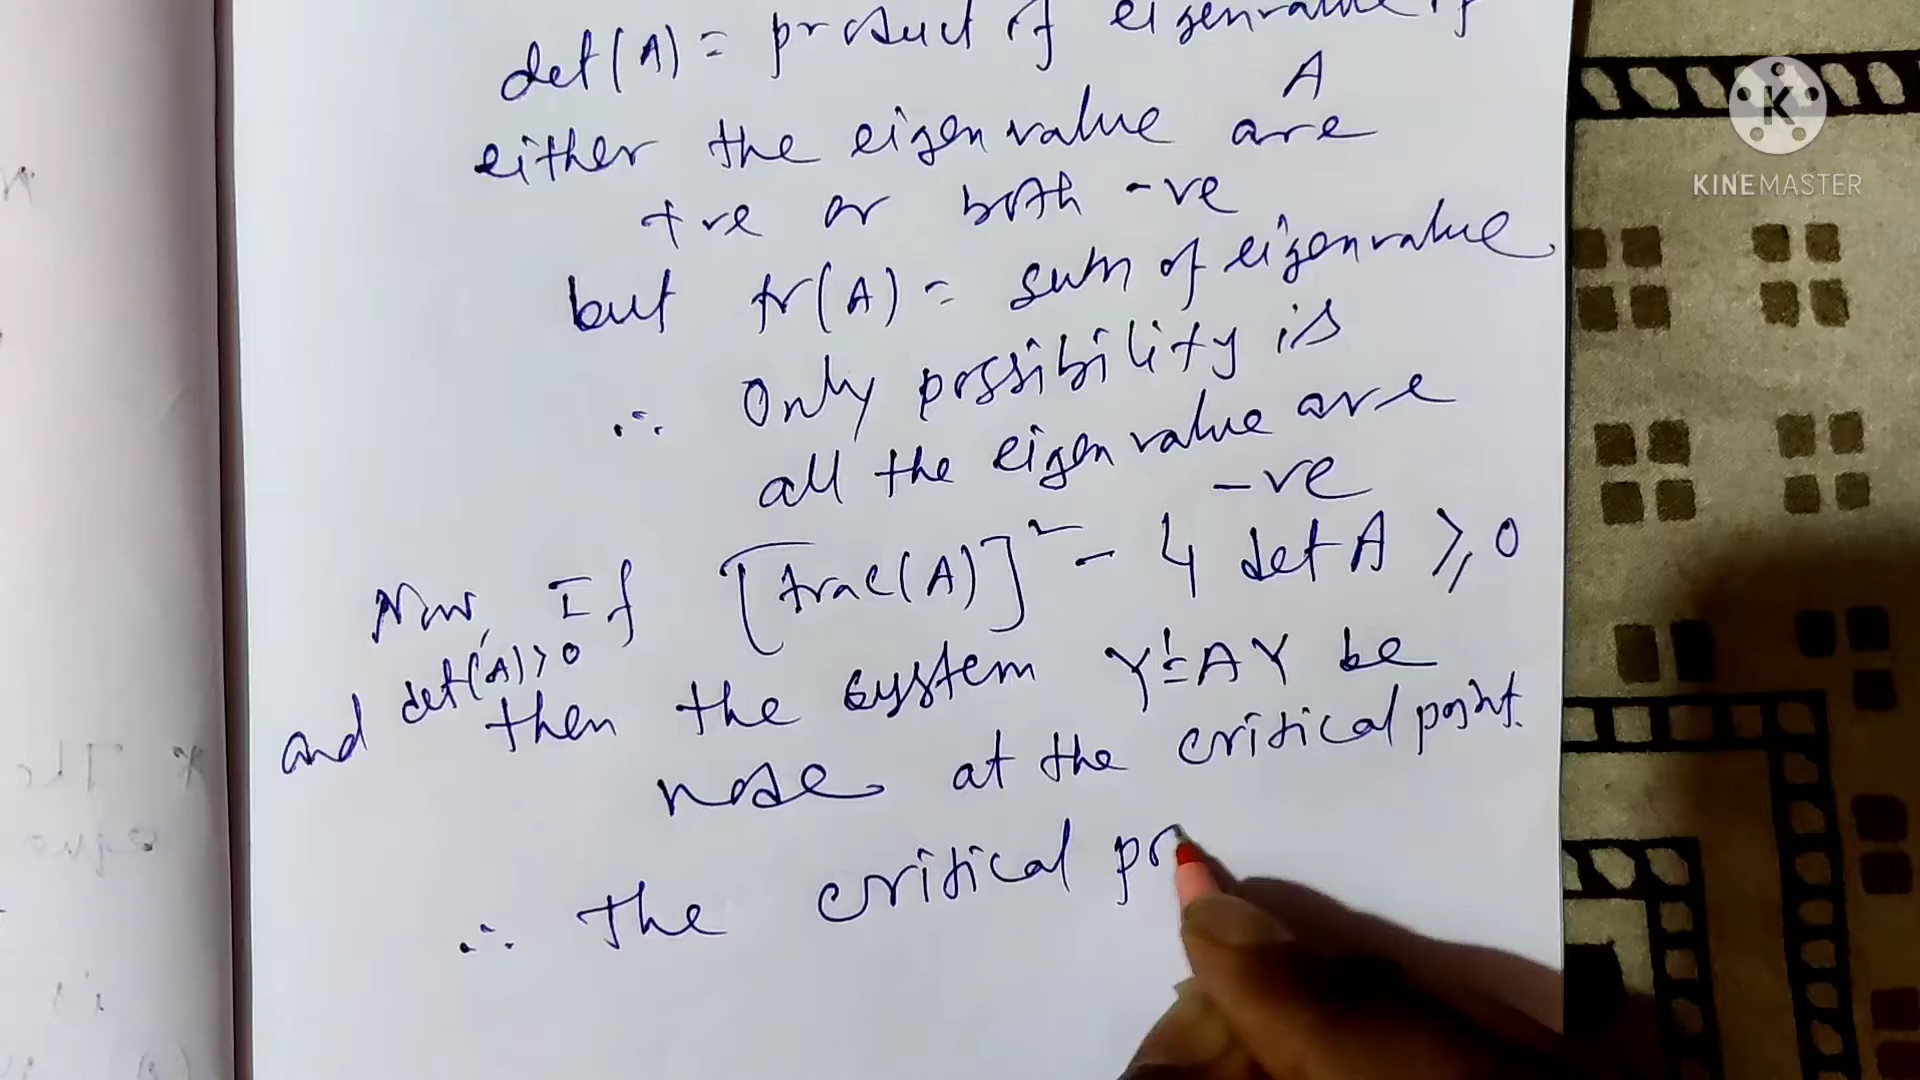 det(A) = product of eigenvalue of
A
either the eigenvalue are
+ve or both -ve
but tr(A) = sum of eigenvalue
∴ Only possibility is
all the eigenvalue are
-ve
Now, If [trac(A)]² - 4 det A ≥ 0
and det(A) > 0
then the system Y' = AY be
node at the critical point.
∴ The critical po
KINEMASTER